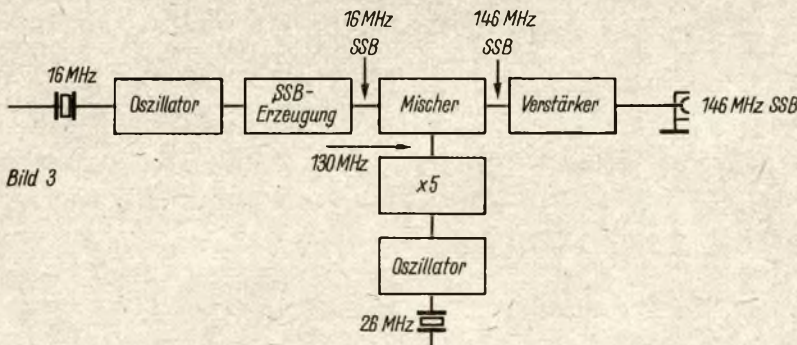 16 MHz
SSB
146 MHz
SSB
16 MHz
Oszillator
SSB-
Erzeugung
Mischer
Verstärker
146 MHz SSB
130 MHz
Bild 3
x5
Oszillator
26 MHz